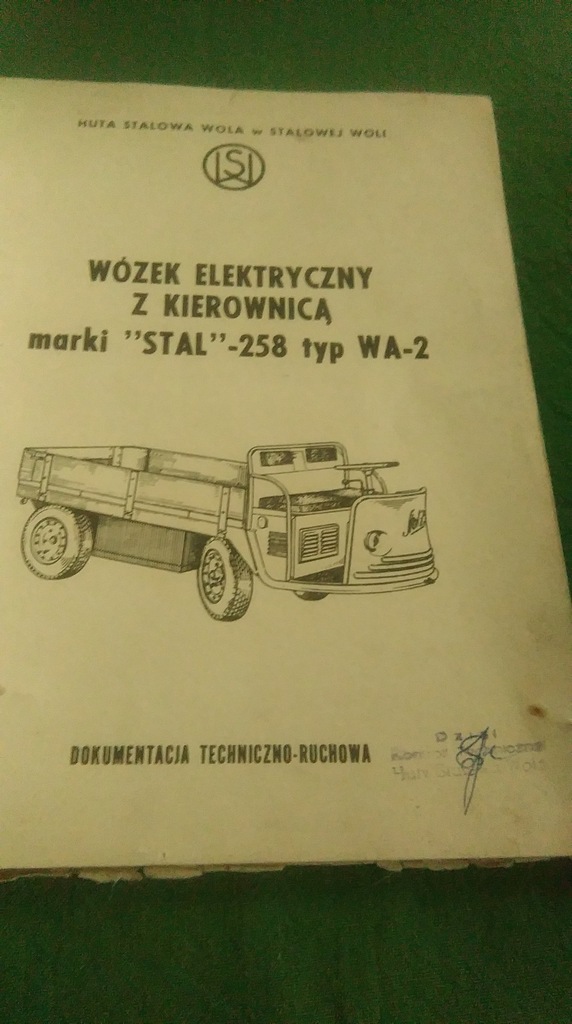 HUTA STALOWA WOLA w STALOWEJ WOLI
WÓZEK ELEKTRYCZNY
Z KIEROWNICĄ
marki ”STAL”-258 typ WA-2
DOKUMENTACJA TECHNICZNO-RUCHOWA